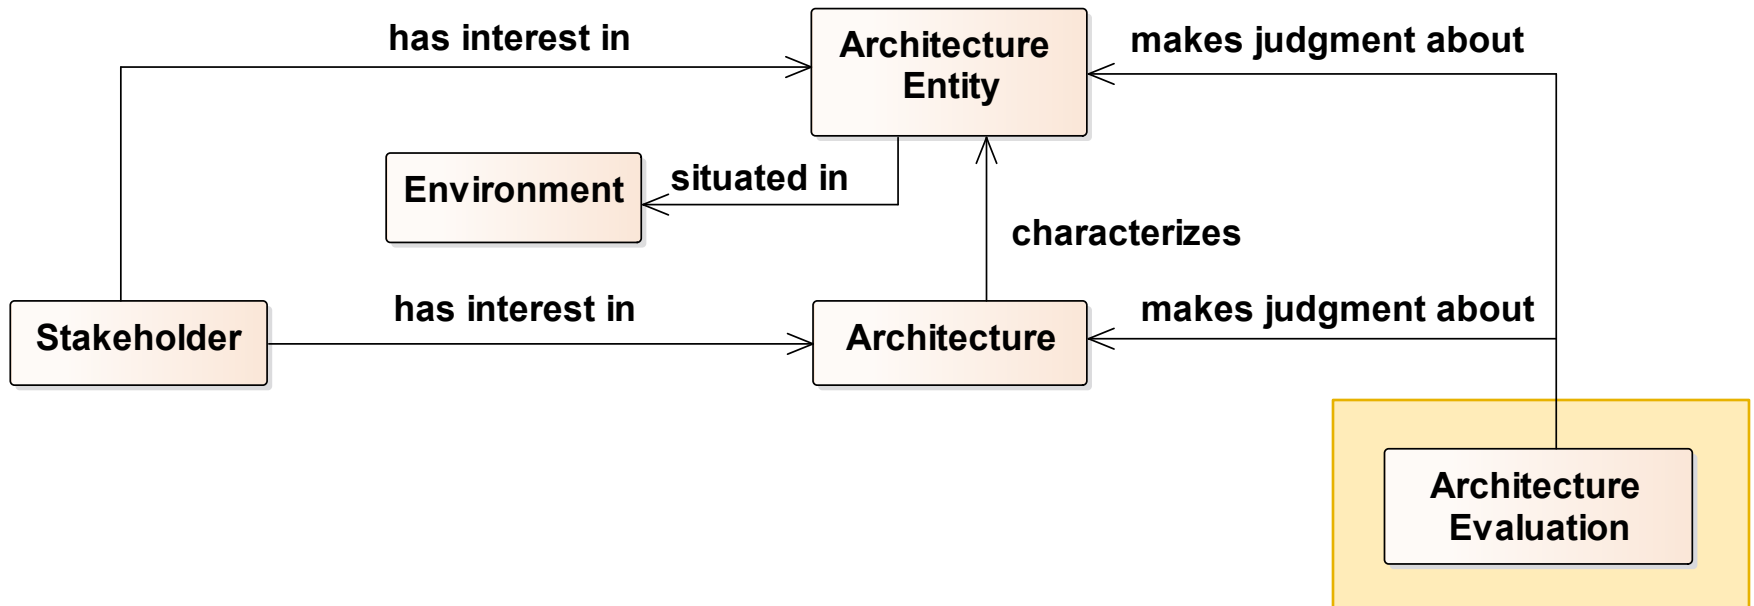 has interest in
Architecture
Entity
makes judgment about
Environment
situated in
characterizes
Stakeholder
has interest in
Architecture
makes judgment about
Architecture
Evaluation